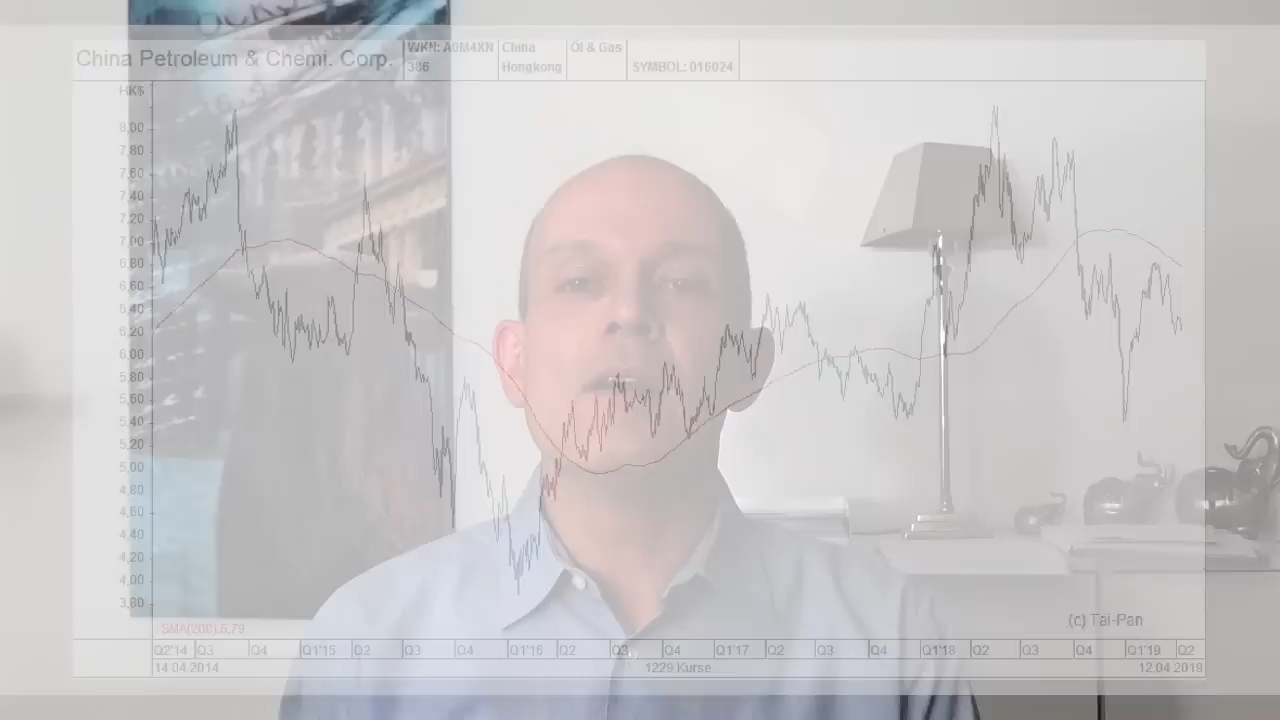 China Petroleum & Chemi. Corp.
WKN: A0M4XN
386
China
Hongkong
Öl & Gas
SYMBOL: 016024
HK$
8,00
7,80
7,60
7,40
7,20
7,00
6,80
6,60
6,40
6,20
6,00
5,80
5,60
5,40
5,20
5,00
4,80
4,60
4,40
4,20
4,00
3,80
SMA(200) 6,79
(c) Tai-Pan
Q2'14 Q3 Q4 Q1'15 Q2 Q3 Q4 Q1'16 Q2 Q3 Q4 Q1'17 Q2 Q3 Q4 Q1'18 Q2 Q3 Q4 Q1'19 Q2
14.04.2014 1229 Kurse 12.04.2019